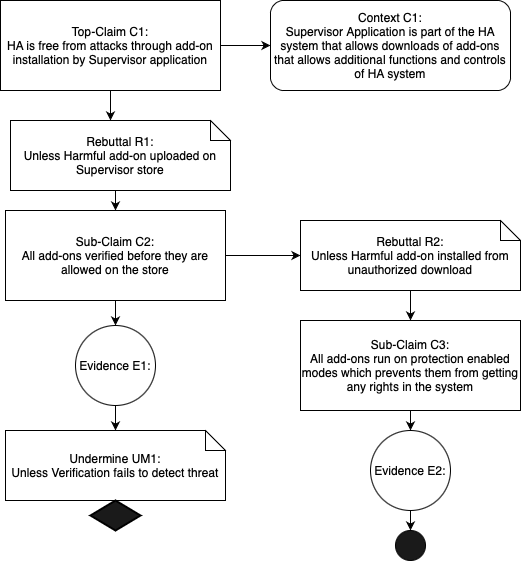 Top-Claim C1:
HA is free from attacks through add-on
installation by Supervisor application
Context C1:
Supervisor Application is part of the HA
system that allows downloads of add-ons
that allows additional functions and controls
of HA system
Rebuttal R1:
Unless Harmful add-on uploaded on
Supervisor store
Sub-Claim C2:
All add-ons verified before they are
allowed on the store
Rebuttal R2:
Unless Harmful add-on installed from
unauthorized download
Sub-Claim C3:
All add-ons run on protection enabled
modes which prevents them from getting
any rights in the system
Evidence E1:
Undermine UM1:
Unless Verification fails to detect threat
Evidence E2: